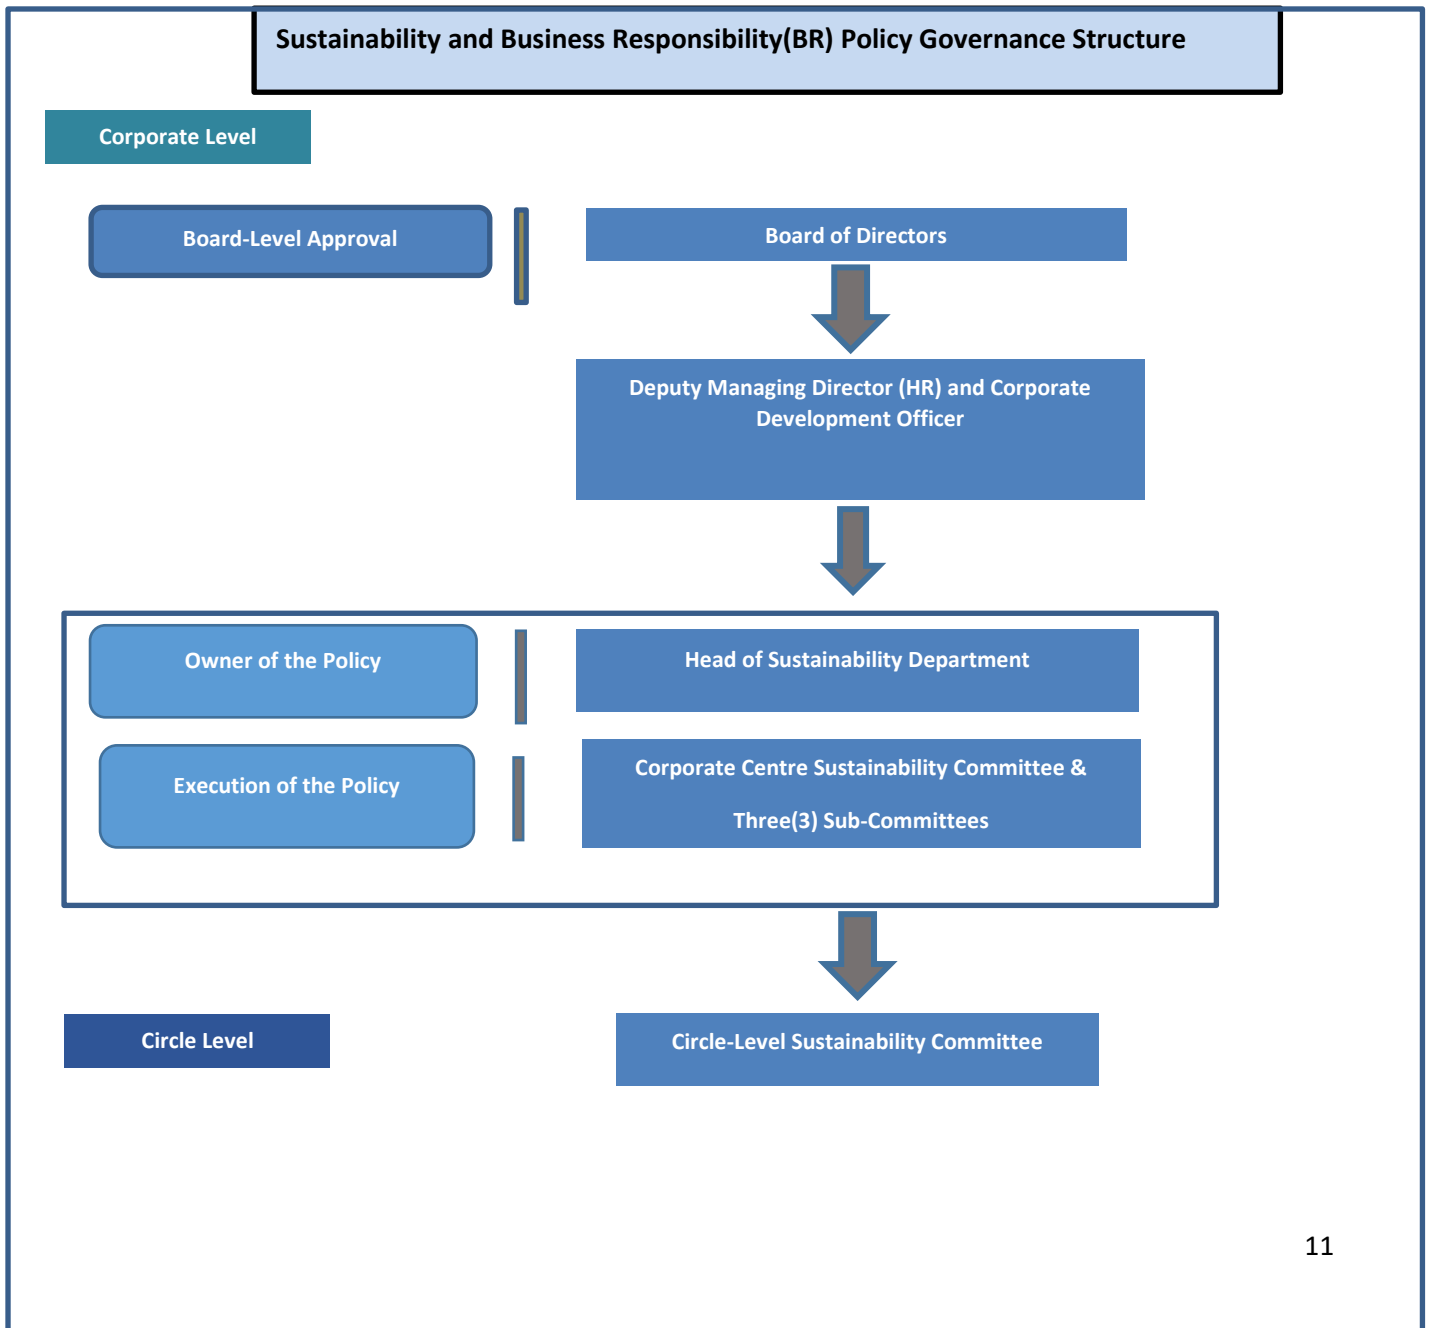 Sustainability and Business Responsibility(BR) Policy Governance Structure
Corporate Level
Board-Level Approval
Board of Directors
Deputy Managing Director (HR) and Corporate
Development Officer
Owner of the Policy
Head of Sustainability Department
Execution of the Policy
Corporate Centre Sustainability Committee &
Three(3) Sub-Committees
Circle Level
Circle-Level Sustainability Committee
11